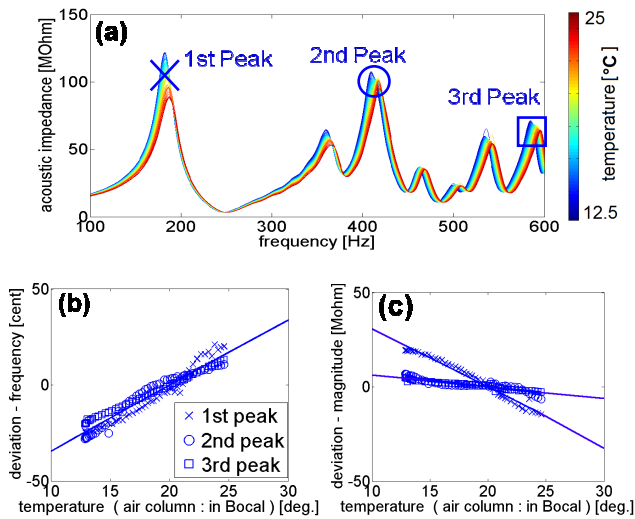 (a)
150
100
50
0
acoustic impedance [MOhm]
1st Peak
2nd Peak
3rd Peak
100
200
300
400
500
600
frequency [Hz]
25
12.5
temperature [°C]
(b)
50
0
-50
deviation - frequency [cent]
1st peak
2nd peak
3rd peak
10
15
20
25
30
temperature ( air column : in Bocal ) [deg.]
(c)
50
0
-50
deviation - magnitude [Mohm]
10
15
20
25
30
temperature ( air column : in Bocal ) [deg.]